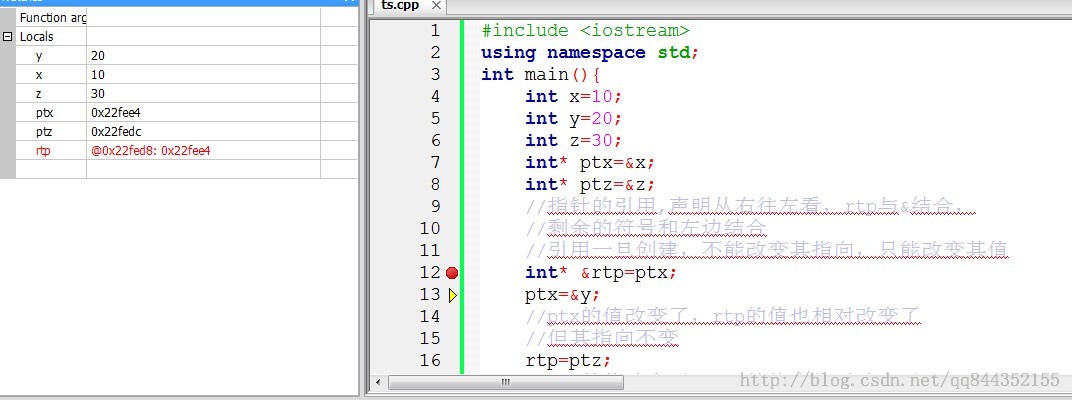 ts.cpp
Function arg
Locals
y 20
x 10
z 30
ptx 0x22fee4
ptz 0x22fedc
rtp @0x22fed8: 0x22fee4
1 #include <iostream>
2 using namespace std;
3 int main(){
4 int x=10;
5 int y=20;
6 int z=30;
7 int* ptx=&x;
8 int* ptz=&z;
9 //指针的引用,声明从右往左看，rtp与&结合，
10 //剩余的符号和左边结合
11 //引用一旦创建，不能改变其指向，只能改变其值
12 int* &rtp=ptx;
13 ptx=&y;
14 //ptx的值改变了，rtp的值也相对改变了
15 //但其指向不变
16 rtp=ptz;
http://blog.csdn.net/qq844352155